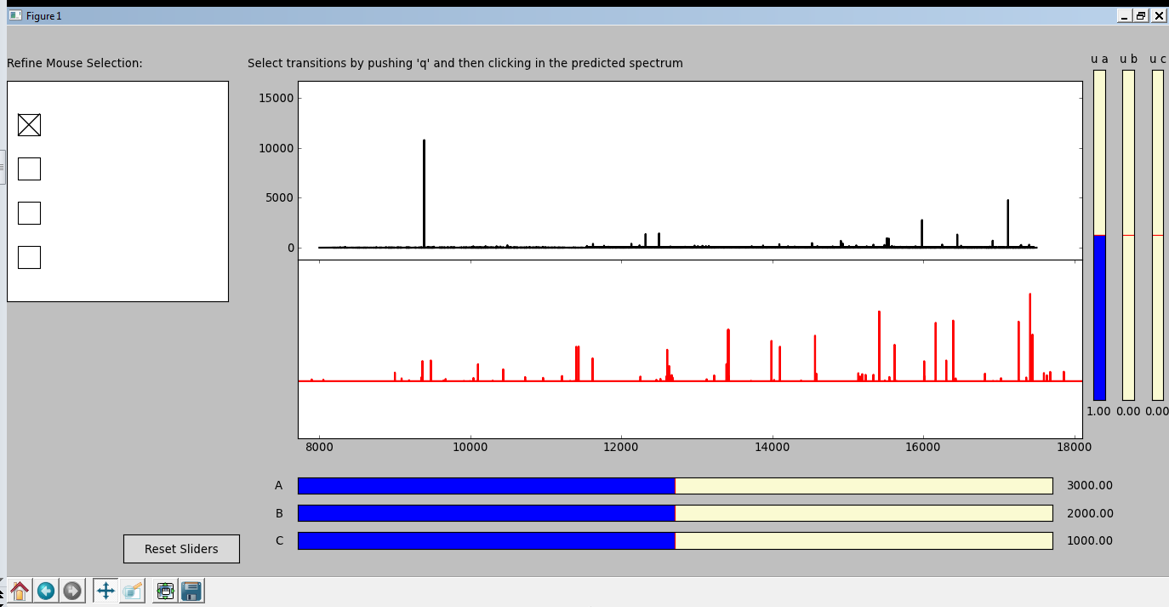 Figure 1
Refine Mouse Selection:
Select transitions by pushing 'q' and then clicking in the predicted spectrum
u a
u b
u c
15000
10000
5000
0
8000
10000
12000
14000
16000
18000
1.00
0.00
0.00
A
3000.00
B
2000.00
C
1000.00
Reset Sliders